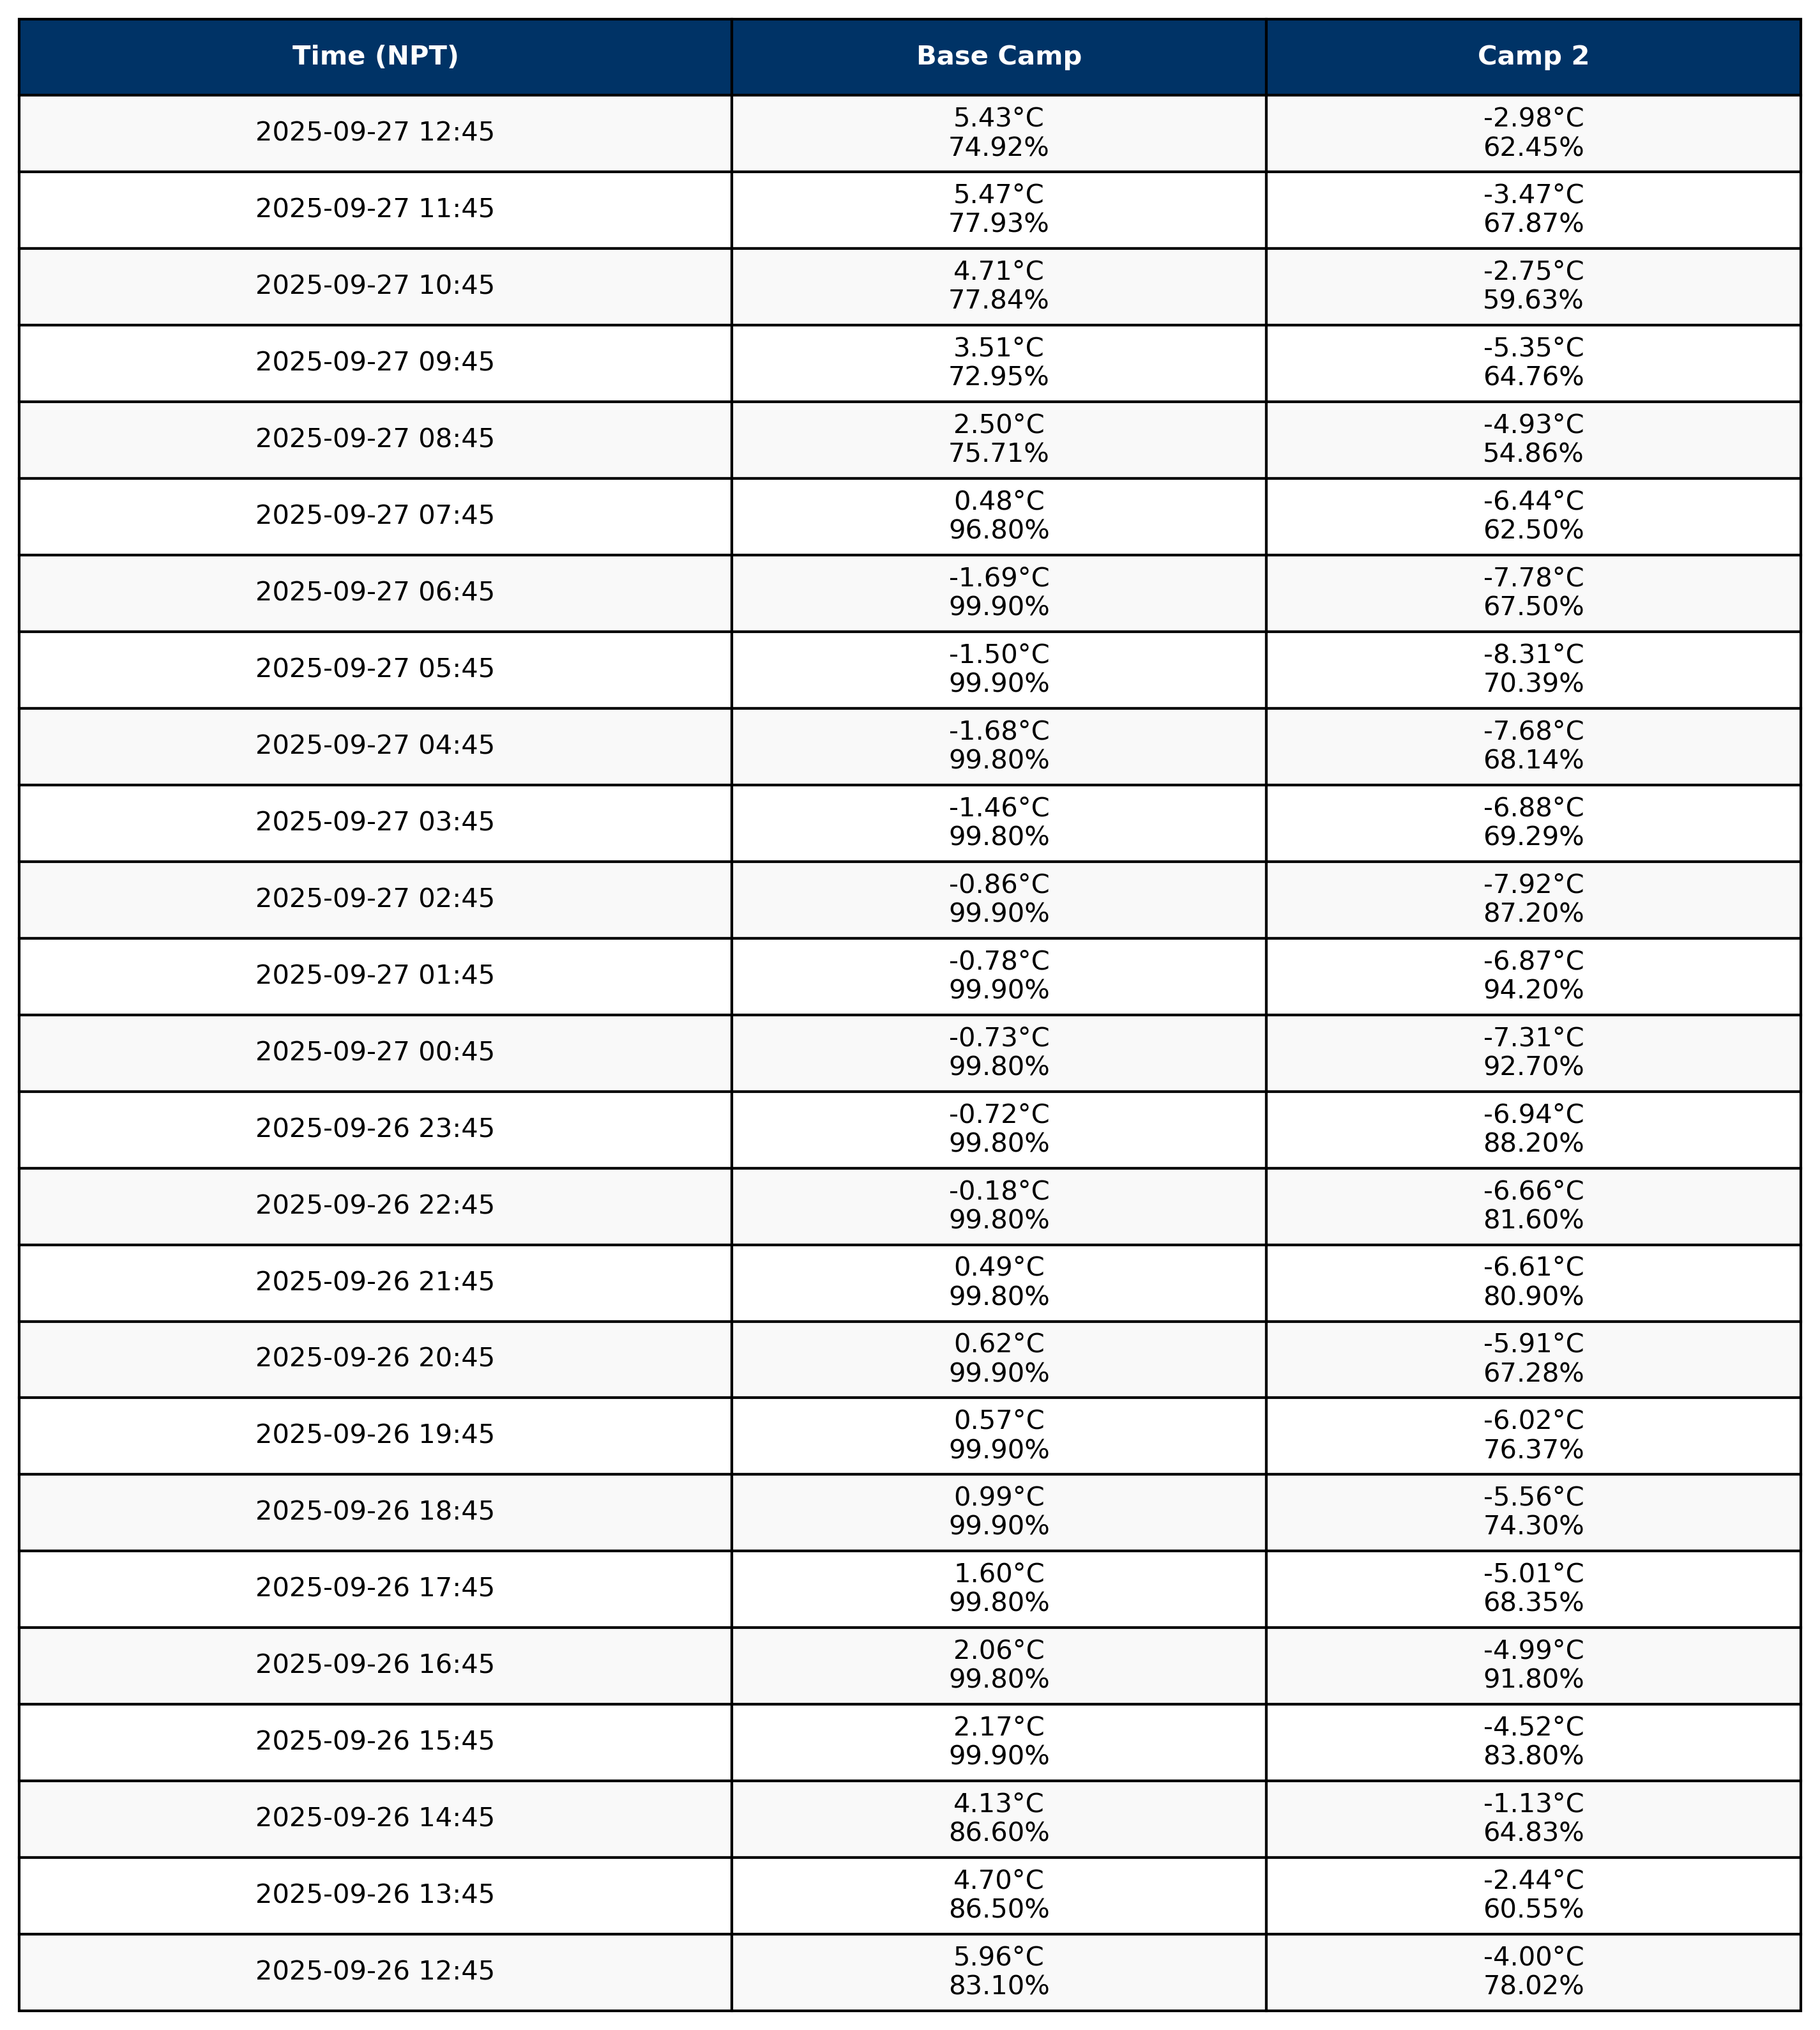 Time (NPT) Base Camp Camp 2
2025-09-27 12:45 5.43°C -2.98°C
74.92% 62.45%
2025-09-27 11:45 5.47°C -3.47°C
77.93% 67.87%
2025-09-27 10:45 4.71°C -2.75°C
77.84% 59.63%
2025-09-27 09:45 3.51°C -5.35°C
72.95% 64.76%
2025-09-27 08:45 2.50°C -4.93°C
75.71% 54.86%
2025-09-27 07:45 0.48°C -6.44°C
96.80% 62.50%
2025-09-27 06:45 -1.69°C -7.78°C
99.90% 67.50%
2025-09-27 05:45 -1.50°C -8.31°C
99.90% 70.39%
2025-09-27 04:45 -1.68°C -7.68°C
99.80% 68.14%
2025-09-27 03:45 -1.46°C -6.88°C
99.80% 69.29%
2025-09-27 02:45 -0.86°C -7.92°C
99.90% 87.20%
2025-09-27 01:45 -0.78°C -6.87°C
99.90% 94.20%
2025-09-27 00:45 -0.73°C -7.31°C
99.80% 92.70%
2025-09-26 23:45 -0.72°C -6.94°C
99.80% 88.20%
2025-09-26 22:45 -0.18°C -6.66°C
99.80% 81.60%
2025-09-26 21:45 0.49°C -6.61°C
99.80% 80.90%
2025-09-26 20:45 0.62°C -5.91°C
99.90% 67.28%
2025-09-26 19:45 0.57°C -6.02°C
99.90% 76.37%
2025-09-26 18:45 0.99°C -5.56°C
99.90% 74.30%
2025-09-26 17:45 1.60°C -5.01°C
99.80% 68.35%
2025-09-26 16:45 2.06°C -4.99°C
99.80% 91.80%
2025-09-26 15:45 2.17°C -4.52°C
99.90% 83.80%
2025-09-26 14:45 4.13°C -1.13°C
86.60% 64.83%
2025-09-26 13:45 4.70°C -2.44°C
86.50% 60.55%
2025-09-26 12:45 5.96°C -4.00°C
83.10% 78.02%